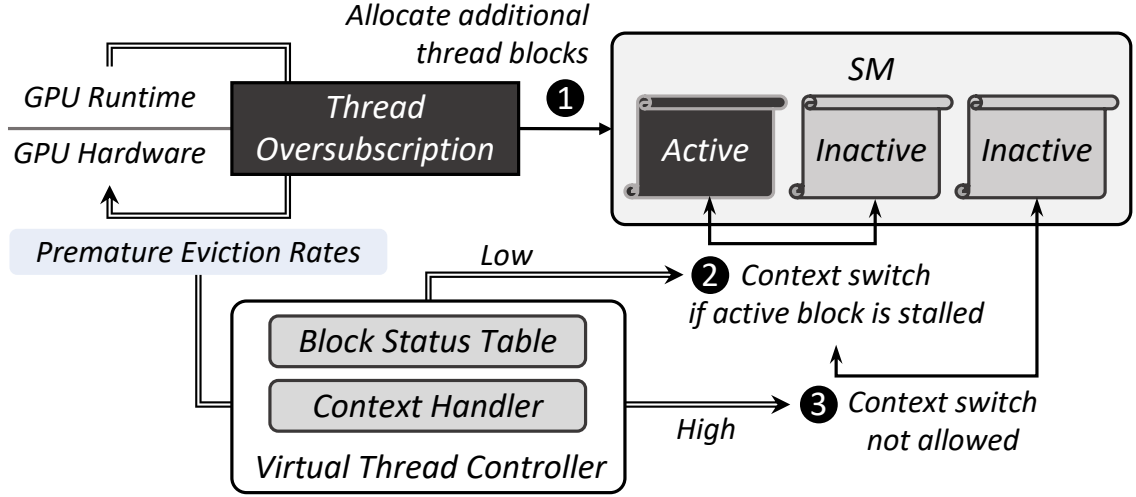 Allocate additional
thread blocks
1
GPU Runtime
GPU Hardware
Thread
Oversubscription
SM
Active
Inactive
Inactive
Premature Eviction Rates
Low
2 Context switch
if active block is stalled
Block Status Table
Context Handler
Virtual Thread Controller
High
3 Context switch
not allowed